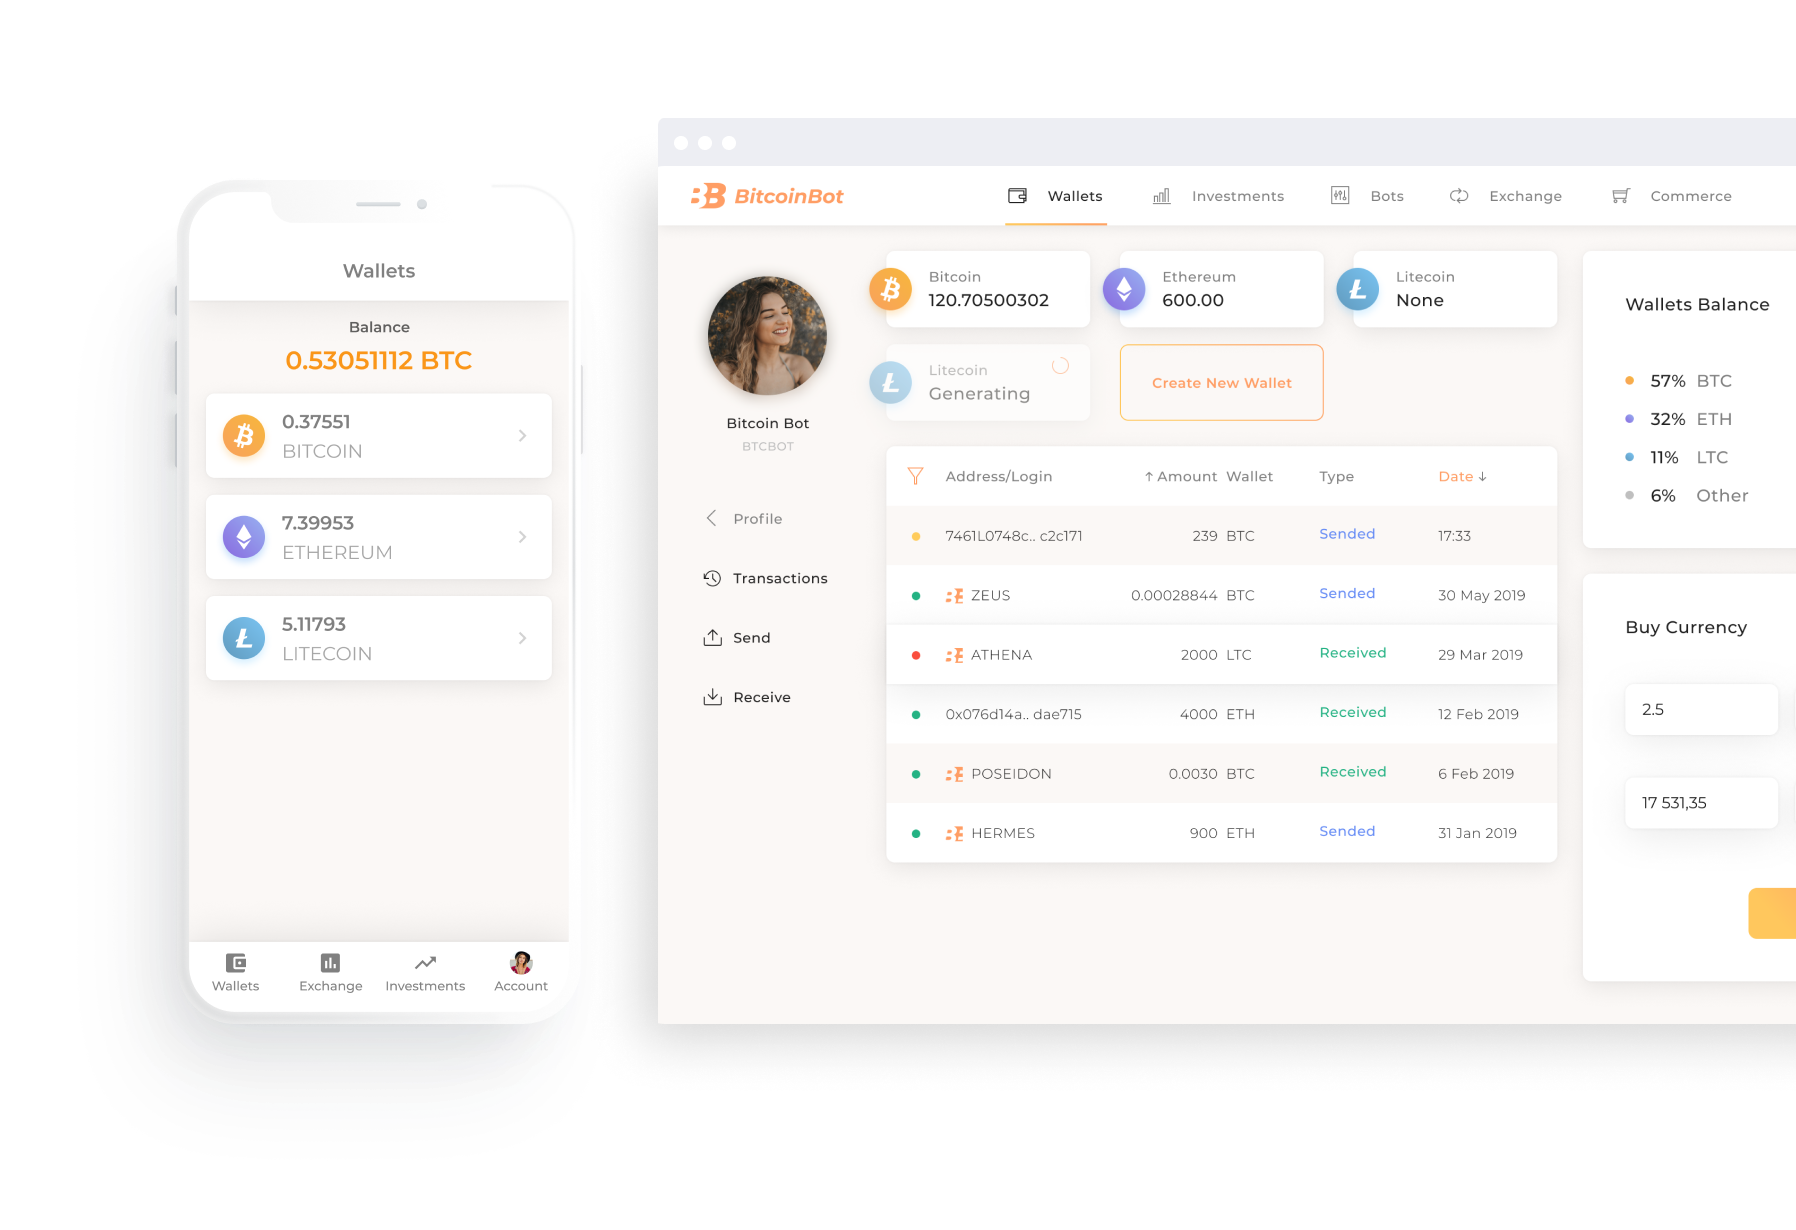 Wallets
Balance
0.53051112 BTC
0.37551
BITCOIN
7.39953
ETHEREUM
5.11793
LITECOIN
Wallets Exchange Investments Account
BitcoinBot Wallets Investments Bots Exchange Commerce
Bitcoin Bot
BTCBOT
Profile
Transactions
Send
Receive
Bitcoin
120.70500302
Ethereum
600.00
Litecoin
None
Litecoin
Generating
Create New Wallet
Address/Login ↑ Amount Wallet Type Date ↓
7461L0748c.. c2c171 239 BTC Sended 17:33
ZEUS 0.00028844 BTC Sended 30 May 2019
ATHENA 2000 LTC Received 29 Mar 2019
0x076d14a.. dae715 4000 ETH Received 12 Feb 2019
POSEIDON 0.0030 BTC Received 6 Feb 2019
HERMES 900 ETH Sended 31 Jan 2019
Wallets Balance
57% BTC
32% ETH
11% LTC
6% Other
Buy Currency
2.5
17 531,35